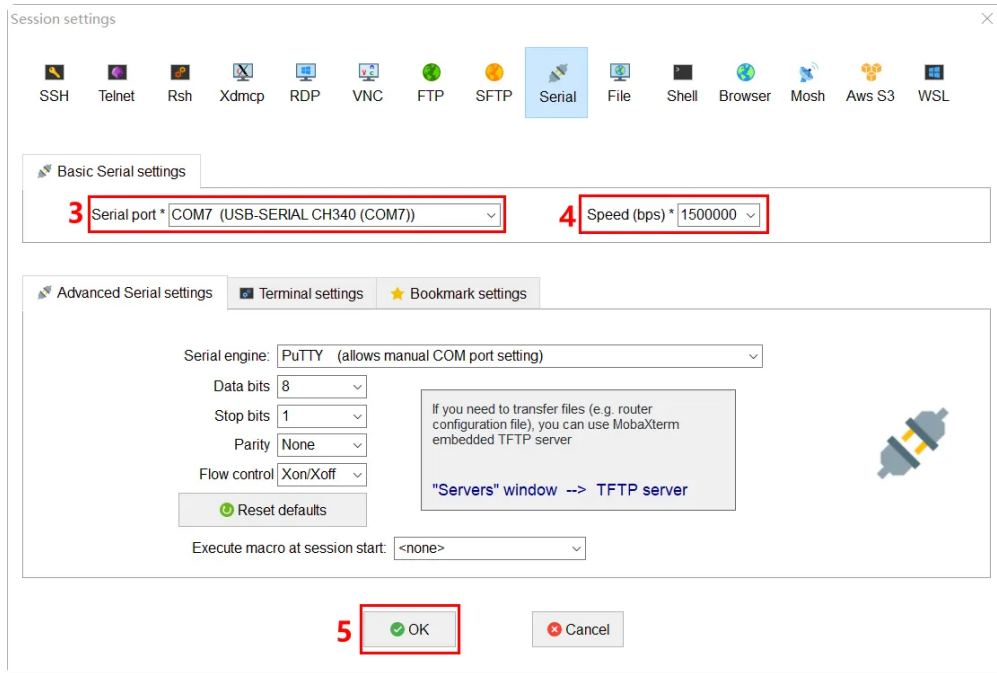 Session settings
SSH Telnet Rsh Xdmcp RDP VNC FTP SFTP Serial File Shell Browser Mosh Aws S3 WSL
Basic Serial settings
3 Serial port * COM7 (USB-SERIAL CH340 (COM7)) 4 Speed (bps) * 1500000
Advanced Serial settings Terminal settings Bookmark settings
Serial engine: PuTTY (allows manual COM port setting)
Data bits 8
Stop bits 1
Parity None
Flow control Xon/Xoff
Reset defaults
If you need to transfer files (e.g. router
configuration file), you can use MobaXterm
embedded TFTP server
"Servers" window --> TFTP server
Execute macro at session start: <none>
5 OK Cancel